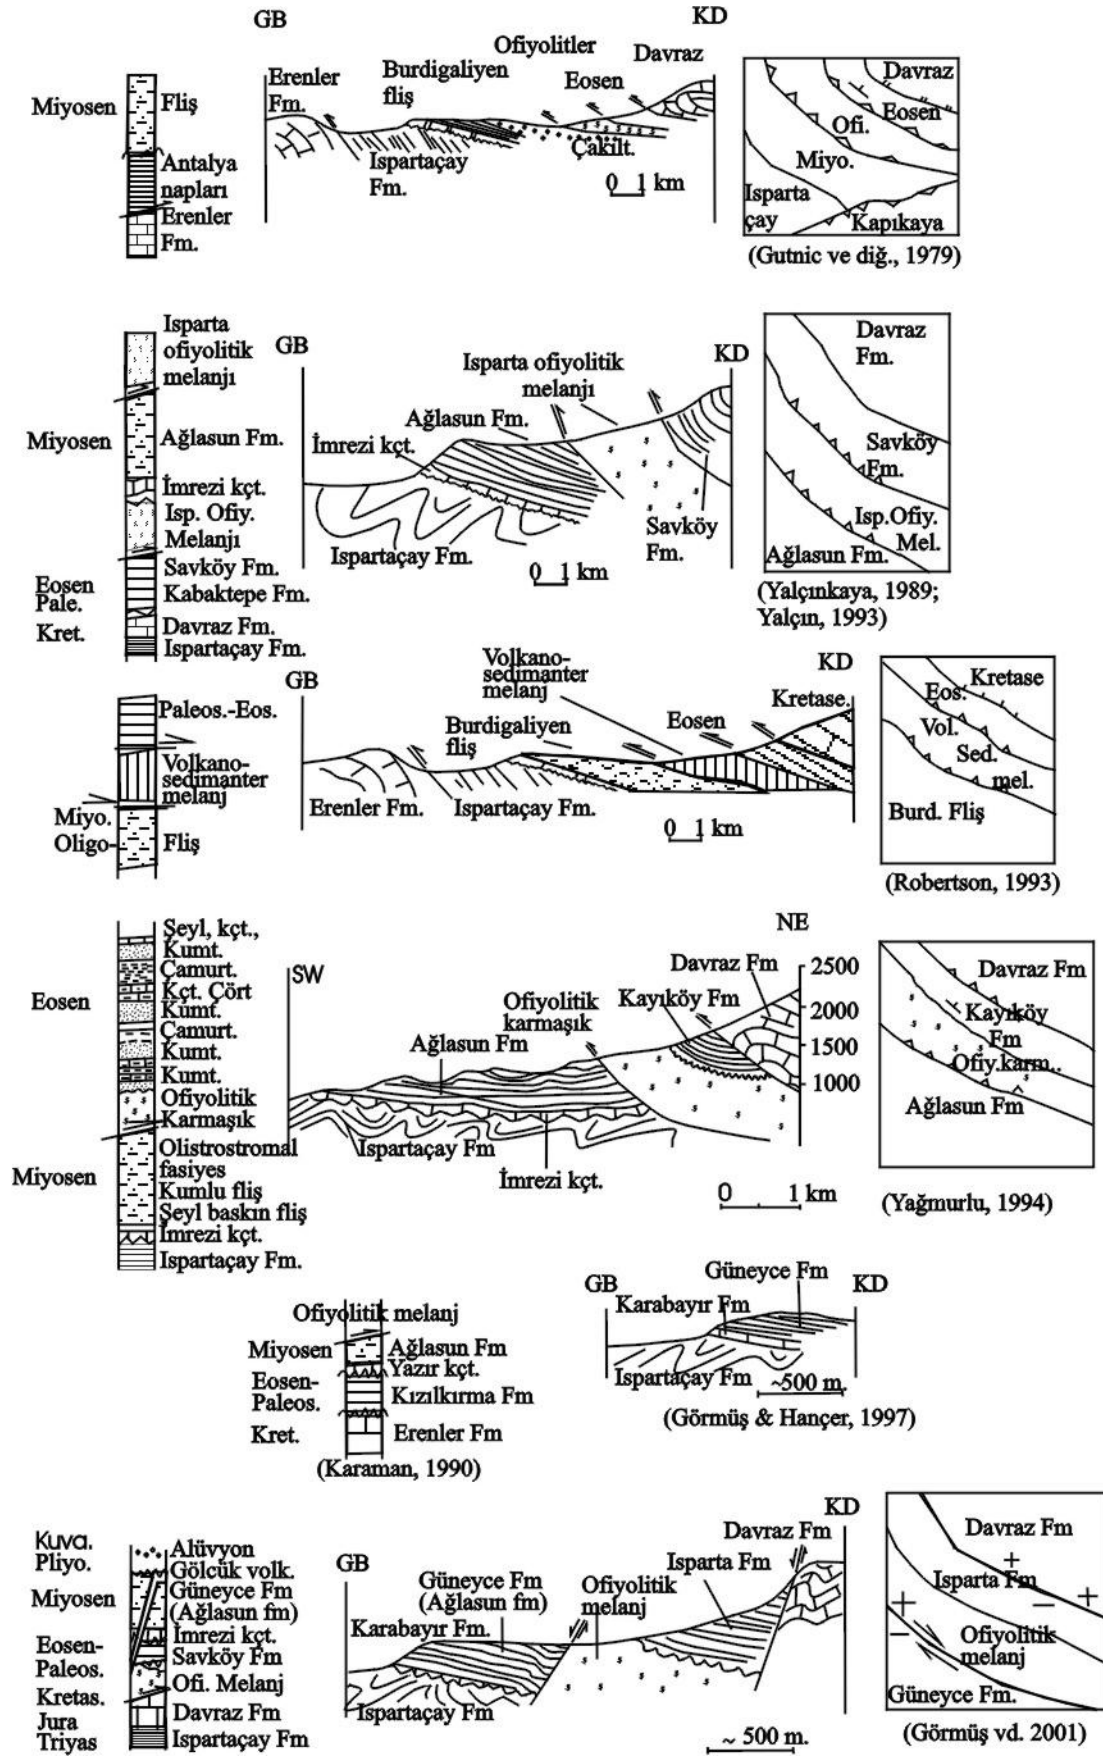 GB
KD
Ofiyolitler
Davraz
Erenler
Fm.
Burdigaliyen
fliş
Eosen
Ispartaçay
Fm.
Çakılt.
0 1 km
Miyosen
Fliş
Antalya
napları
Erenler
Fm.
Davraz
Eosen
Ofi.
Miyo.
Isparta
çay
Kapıkaya
(Gutnic ve diğ., 1979)
Isparta
ofiyolitik
melanjı
Miyosen
Ağlasun Fm.
İmrezi kçt.
Isp. Ofiy.
Melanjı
Eosen
Pale.
Savköy Fm.
Kabaktepe Fm.
Kret.
Davraz Fm.
Ispartaçay Fm.
GB
KD
Isparta ofiyolitik
melanjı
Ağlasun Fm.
İmrezi kçt.
Ispartaçay Fm.
Savköy
Fm.
0 1 km
Davraz
Fm.
Savköy
Fm.
Isp.Ofiy.
Mel.
Ağlasun Fm.
(Yalçınkaya, 1989;
Yalçın, 1993)
Paleos.-Eos.
Volkano-
sedimanter
melanj
Miyo.
Oligo-
Fliş
GB
KD
Volkano-
sedimanter
melanj
Kretase.
Eosen
Burdigaliyen
fliş
Erenler Fm.
Ispartaçay Fm.
0 1 km
Kretase
Eos.
Vol.
Sed.
mel.
Burd. Fliş
(Robertson, 1993)
Eosen
Şeyl, kçt.,
Kumt.
Çamurt.
Kçt. Çört
Kumt.
Çamurt.
Kumt.
Kumt.
Ofiyolitik
Karmaşık
Miyosen
Olistrostromal
fasiyes
Kumlu fliş
Şeyl baskın fliş
İmrezi kçt.
Ispartaçay Fm.
SW
NE
Davraz Fm
Kayıköy Fm
Ofiyolitik
karmaşık
Ağlasun Fm
2500
2000
1500
1000
Ispartaçay Fm
İmrezi kçt.
0 1 km
Davraz Fm
Kayıköy
Fm
Ofiy.karm..
Ağlasun Fm
(Yağmurlu, 1994)
Ofiyolitik melanj
Miyosen
Ağlasun Fm
Yazır kçt.
Eosen-
Paleos.
Kızılkırma Fm
Kret.
Erenler Fm
(Karaman, 1990)
GB
KD
Güneyce Fm
Karabayır Fm
Ispartaçay Fm
~500 m.
(Görmüş & Hançer, 1997)
Kuva.
Pliyo.
Alüvyon
Gölcük volk.
Miyosen
Güneyce Fm
(Ağlasun fm)
İmrezi kçt.
Eosen-
Paleos.
Savköy Fm
Ofi. Melanj
Kretas.
Jura
Triyas
Davraz Fm
Ispartaçay Fm
GB
KD
Davraz Fm
Isparta Fm
Güneyce Fm
(Ağlasun fm)
Ofiyolitik
melanj
Karabayır Fm.
Ispartaçay Fm
~ 500 m.
Davraz Fm
Isparta Fm
Ofiyolitik
melanj
Güneyce Fm.
(Görmüş vd. 2001)